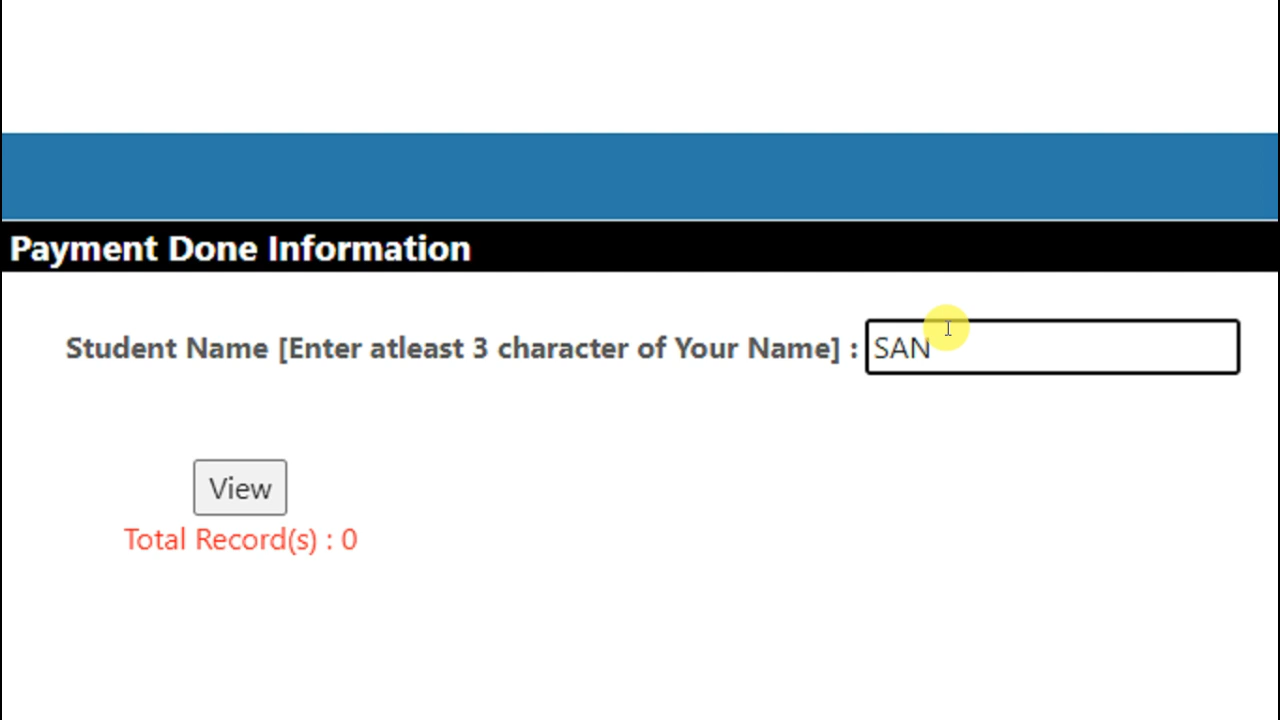 Payment Done Information
Student Name [Enter atleast 3 character of Your Name] : SAN
View
Total Record(s) : 0